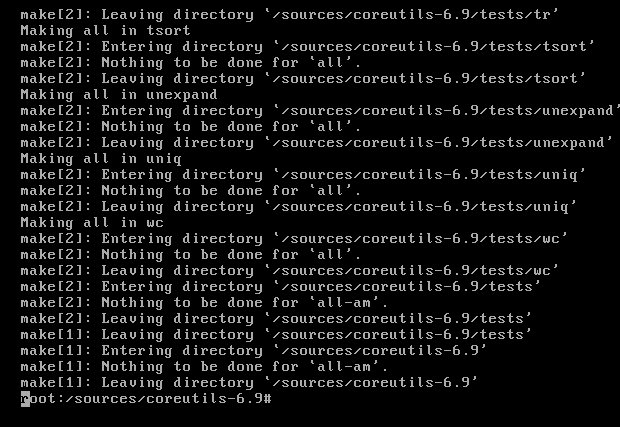 make[2]: Leaving directory `/sources/coreutils-6.9/tests/tr'
Making all in tsort
make[2]: Entering directory `/sources/coreutils-6.9/tests/tsort'
make[2]: Nothing to be done for `all'.
make[2]: Leaving directory `/sources/coreutils-6.9/tests/tsort'
Making all in unexpand
make[2]: Entering directory `/sources/coreutils-6.9/tests/unexpand'
make[2]: Nothing to be done for `all'.
make[2]: Leaving directory `/sources/coreutils-6.9/tests/unexpand'
Making all in uniq
make[2]: Entering directory `/sources/coreutils-6.9/tests/uniq'
make[2]: Nothing to be done for `all'.
make[2]: Leaving directory `/sources/coreutils-6.9/tests/uniq'
Making all in wc
make[2]: Entering directory `/sources/coreutils-6.9/tests/wc'
make[2]: Nothing to be done for `all'.
make[2]: Leaving directory `/sources/coreutils-6.9/tests/wc'
make[2]: Entering directory `/sources/coreutils-6.9/tests'
make[2]: Nothing to be done for `all-am'.
make[2]: Leaving directory `/sources/coreutils-6.9/tests'
make[1]: Leaving directory `/sources/coreutils-6.9/tests'
make[1]: Entering directory `/sources/coreutils-6.9'
make[1]: Nothing to be done for `all-am'.
make[1]: Leaving directory `/sources/coreutils-6.9'
root:/sources/coreutils-6.9#